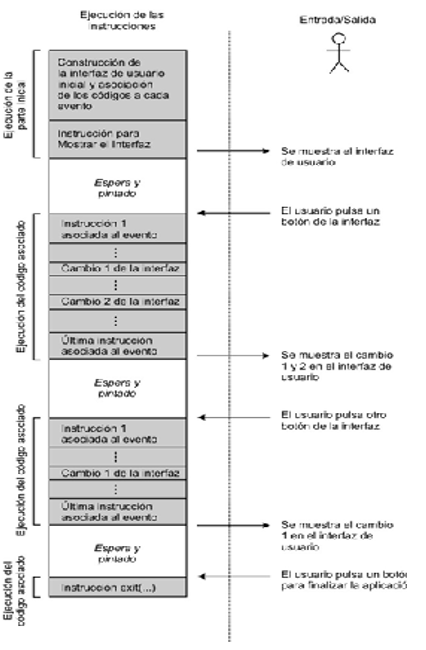 Ejecución de las
instrucciones
Entrada/Salida
Ejecución de la
parte inicial
Construcción de
la interfaz de usuario
inicial y asociación
de los códigos a cada
evento
Instrucción para
Mostrar el Interfaz
Se muestra el interfaz
de usuario
Espera y
pintado
El usuario pulsa un
botón de la interfaz
Ejecución del código asociado
Instrucción 1
asociada al evento
Cambio 1 de la interfaz
Cambio 2 de la interfaz
Última instrucción
asociada al evento
Se muestra el cambio
1 y 2 en el interfaz de
usuario
Espera y
pintado
El usuario pulsa otro
botón de la interfaz
Ejecución del código asociado
Instrucción 1
asociada al evento
Cambio 1 de la interfaz
Última instrucción
asociada al evento
Se muestra el cambio
1 en el interfaz de
usuario
Espera y
pintado
El usuario pulsa un botón
para finalizar la aplicació
Ejecución del
código asociado
Instruccion exit(...)